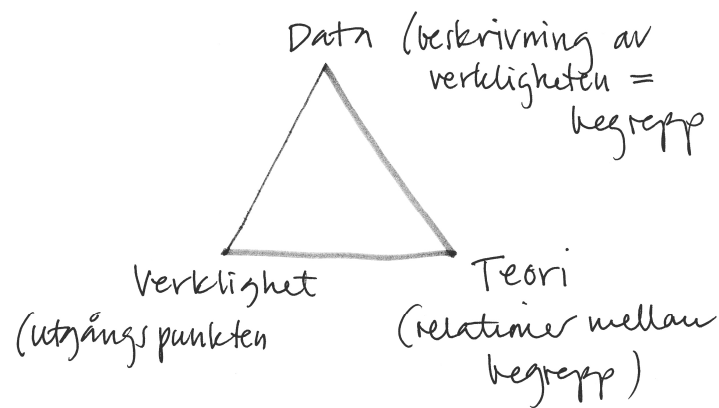 Data (beskrivning av
verkligheten =
begrepp
Verklighet
(utgångspunkten
Teori
(relationer mellan
begrepp)